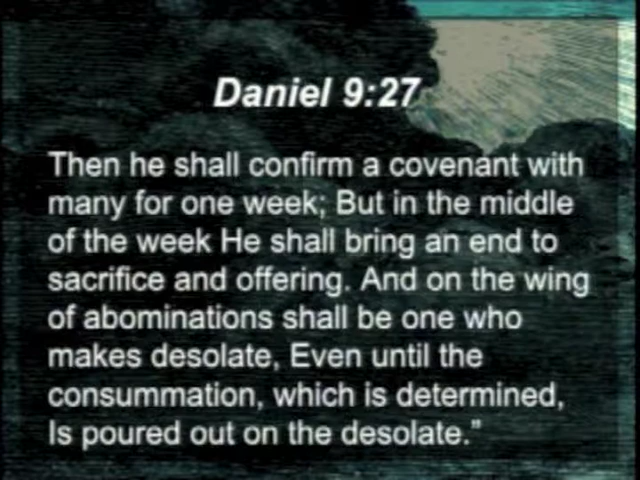 Daniel 9:27
Then he shall confirm a covenant with
many for one week; But in the middle
of the week He shall bring an end to
sacrifice and offering. And on the wing
of abominations shall be one who
makes desolate, Even until the
consummation, which is determined,
Is poured out on the desolate.”